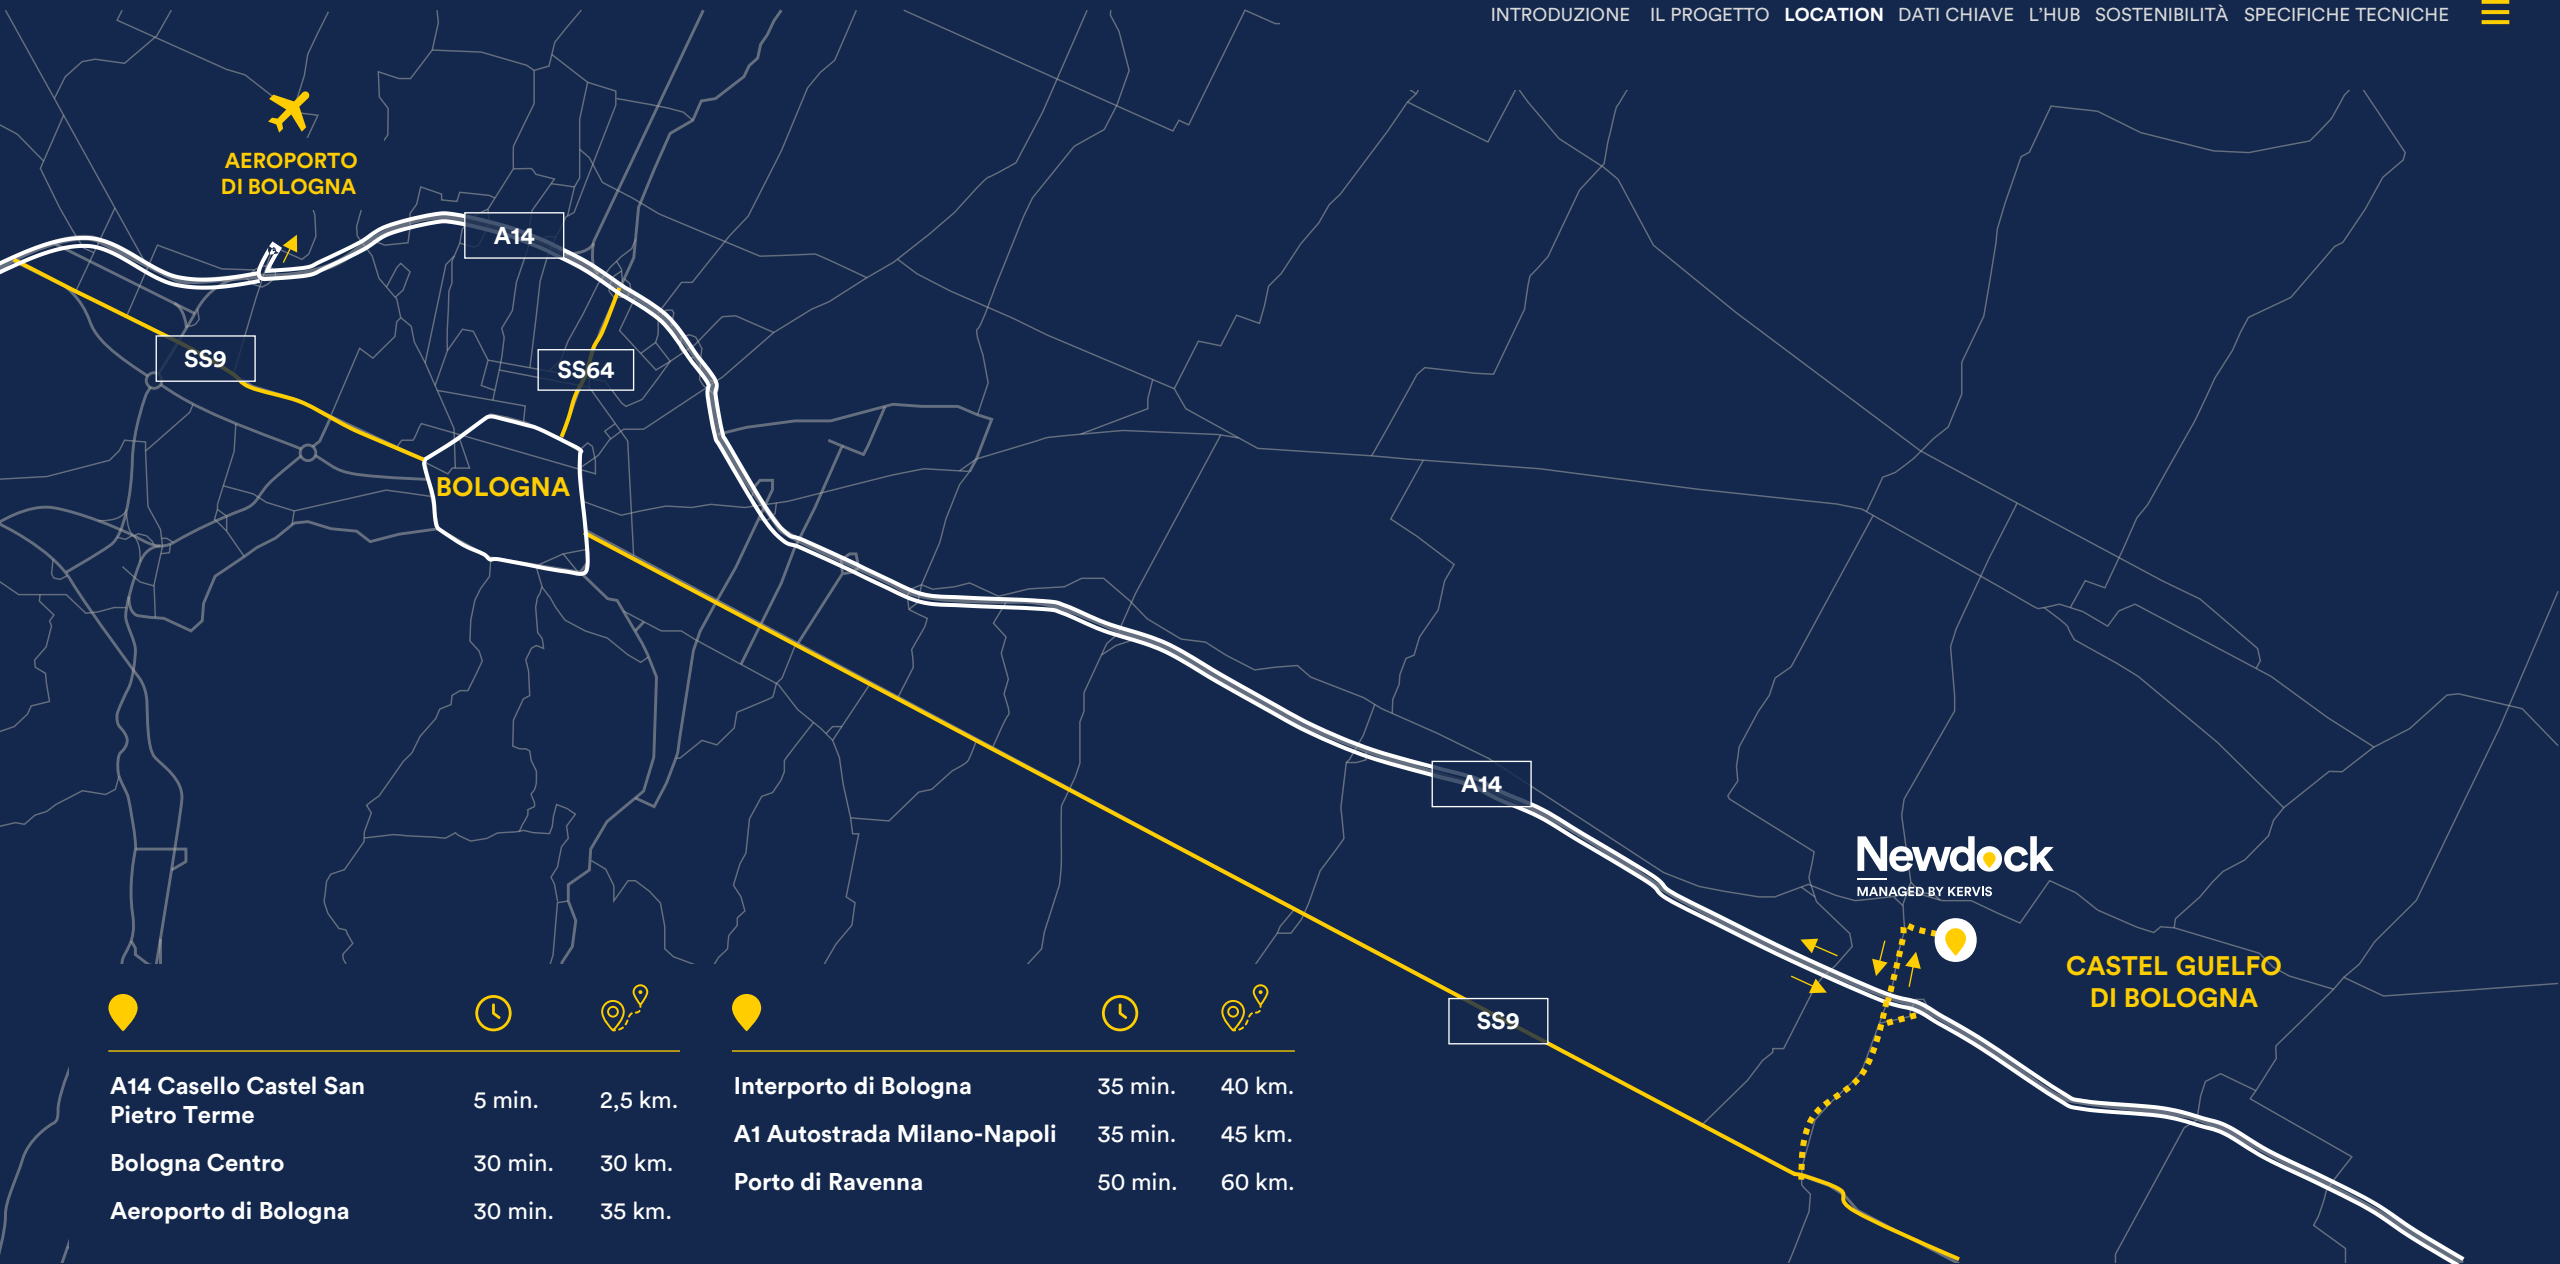 INTRODUZIONE IL PROGETTO LOCATION DATI CHIAVE L'HUB SOSTENIBILITÀ SPECIFICHE TECNICHE
AEROPORTO
DI BOLOGNA
A14
SS9
SS64
BOLOGNA
A14
Newdock
MANAGED BY KERVIS
CASTEL GUELFO
DI BOLOGNA
SS9
A14 Casello Castel San
Pietro Terme 5 min. 2,5 km.
Bologna Centro 30 min. 30 km.
Aeroporto di Bologna 30 min. 35 km.
Interporto di Bologna 35 min. 40 km.
A1 Autostrada Milano-Napoli 35 min. 45 km.
Porto di Ravenna 50 min. 60 km.